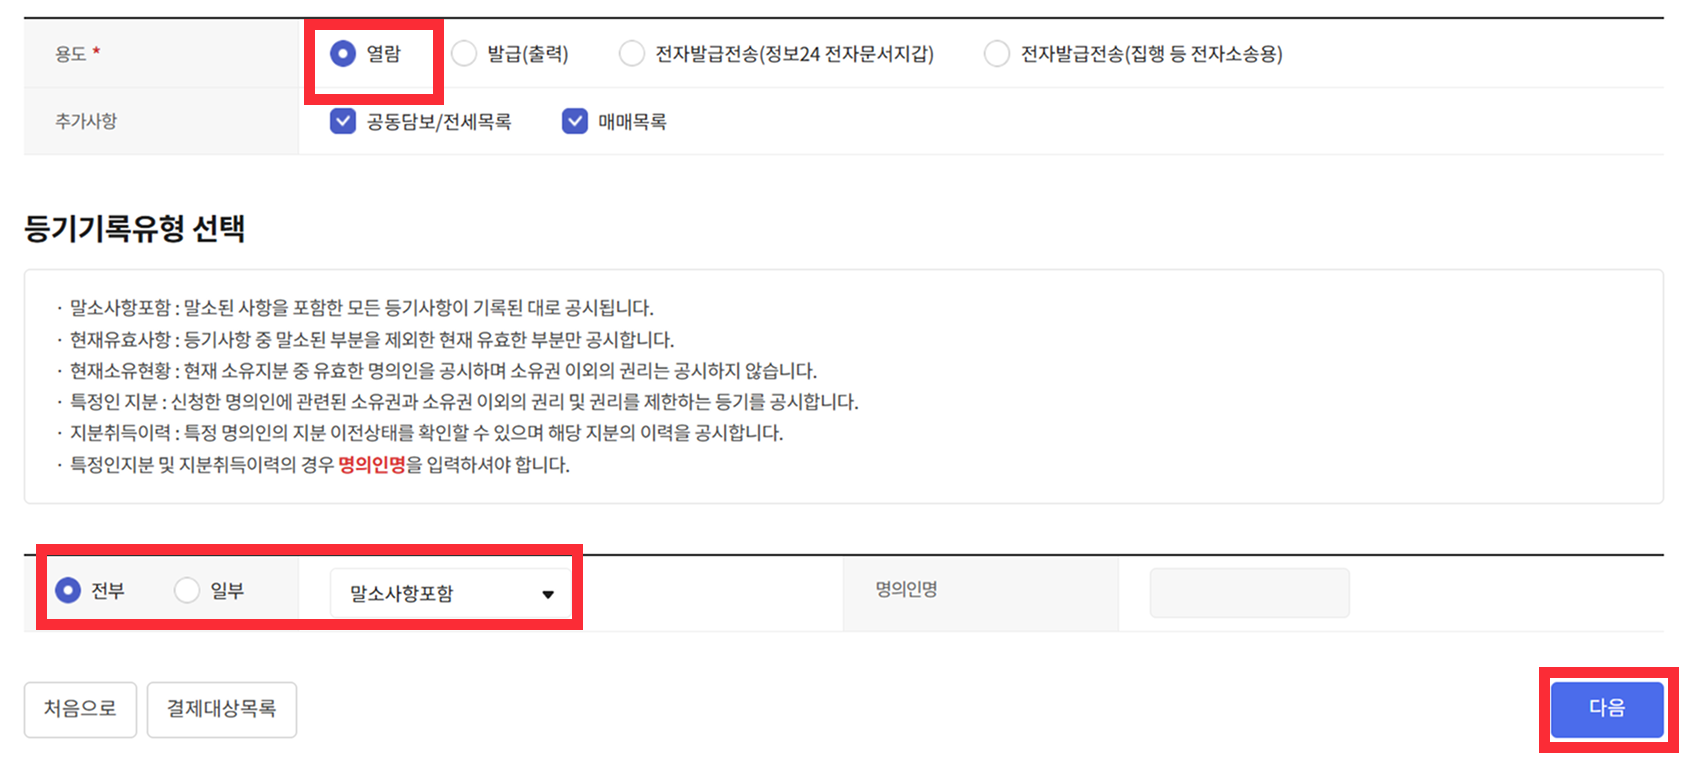 용도 * 열람 발급(출력) 전자발급전송(정보24 전자문서지갑) 전자발급전송(집행 등 전자소송용)
추가사항 공동담보/전세목록 매매목록
등기기록유형 선택
· 말소사항포함 : 말소된 사항을 포함한 모든 등기사항이 기록된 대로 공시됩니다.
· 현재유효사항 : 등기사항 중 말소된 부분을 제외한 현재 유효한 부분만 공시합니다.
· 현재소유현황 : 현재 소유지분 중 유효한 명의인을 공시하며 소유권 이외의 권리는 공시하지 않습니다.
· 특정인 지분 : 신청한 명의인에 관련된 소유권과 소유권 이외의 권리 및 권리를 제한하는 등기를 공시합니다.
· 지분취득이력 : 특정 명의인의 지분 이전상태를 확인할 수 있으며 해당 지분의 이력을 공시합니다.
· 특정인지분 및 지분취득이력의 경우 명의인명을 입력하셔야 합니다.
전부 일부 말소사항포함 명의인명
처음으로 결제대상목록 다음